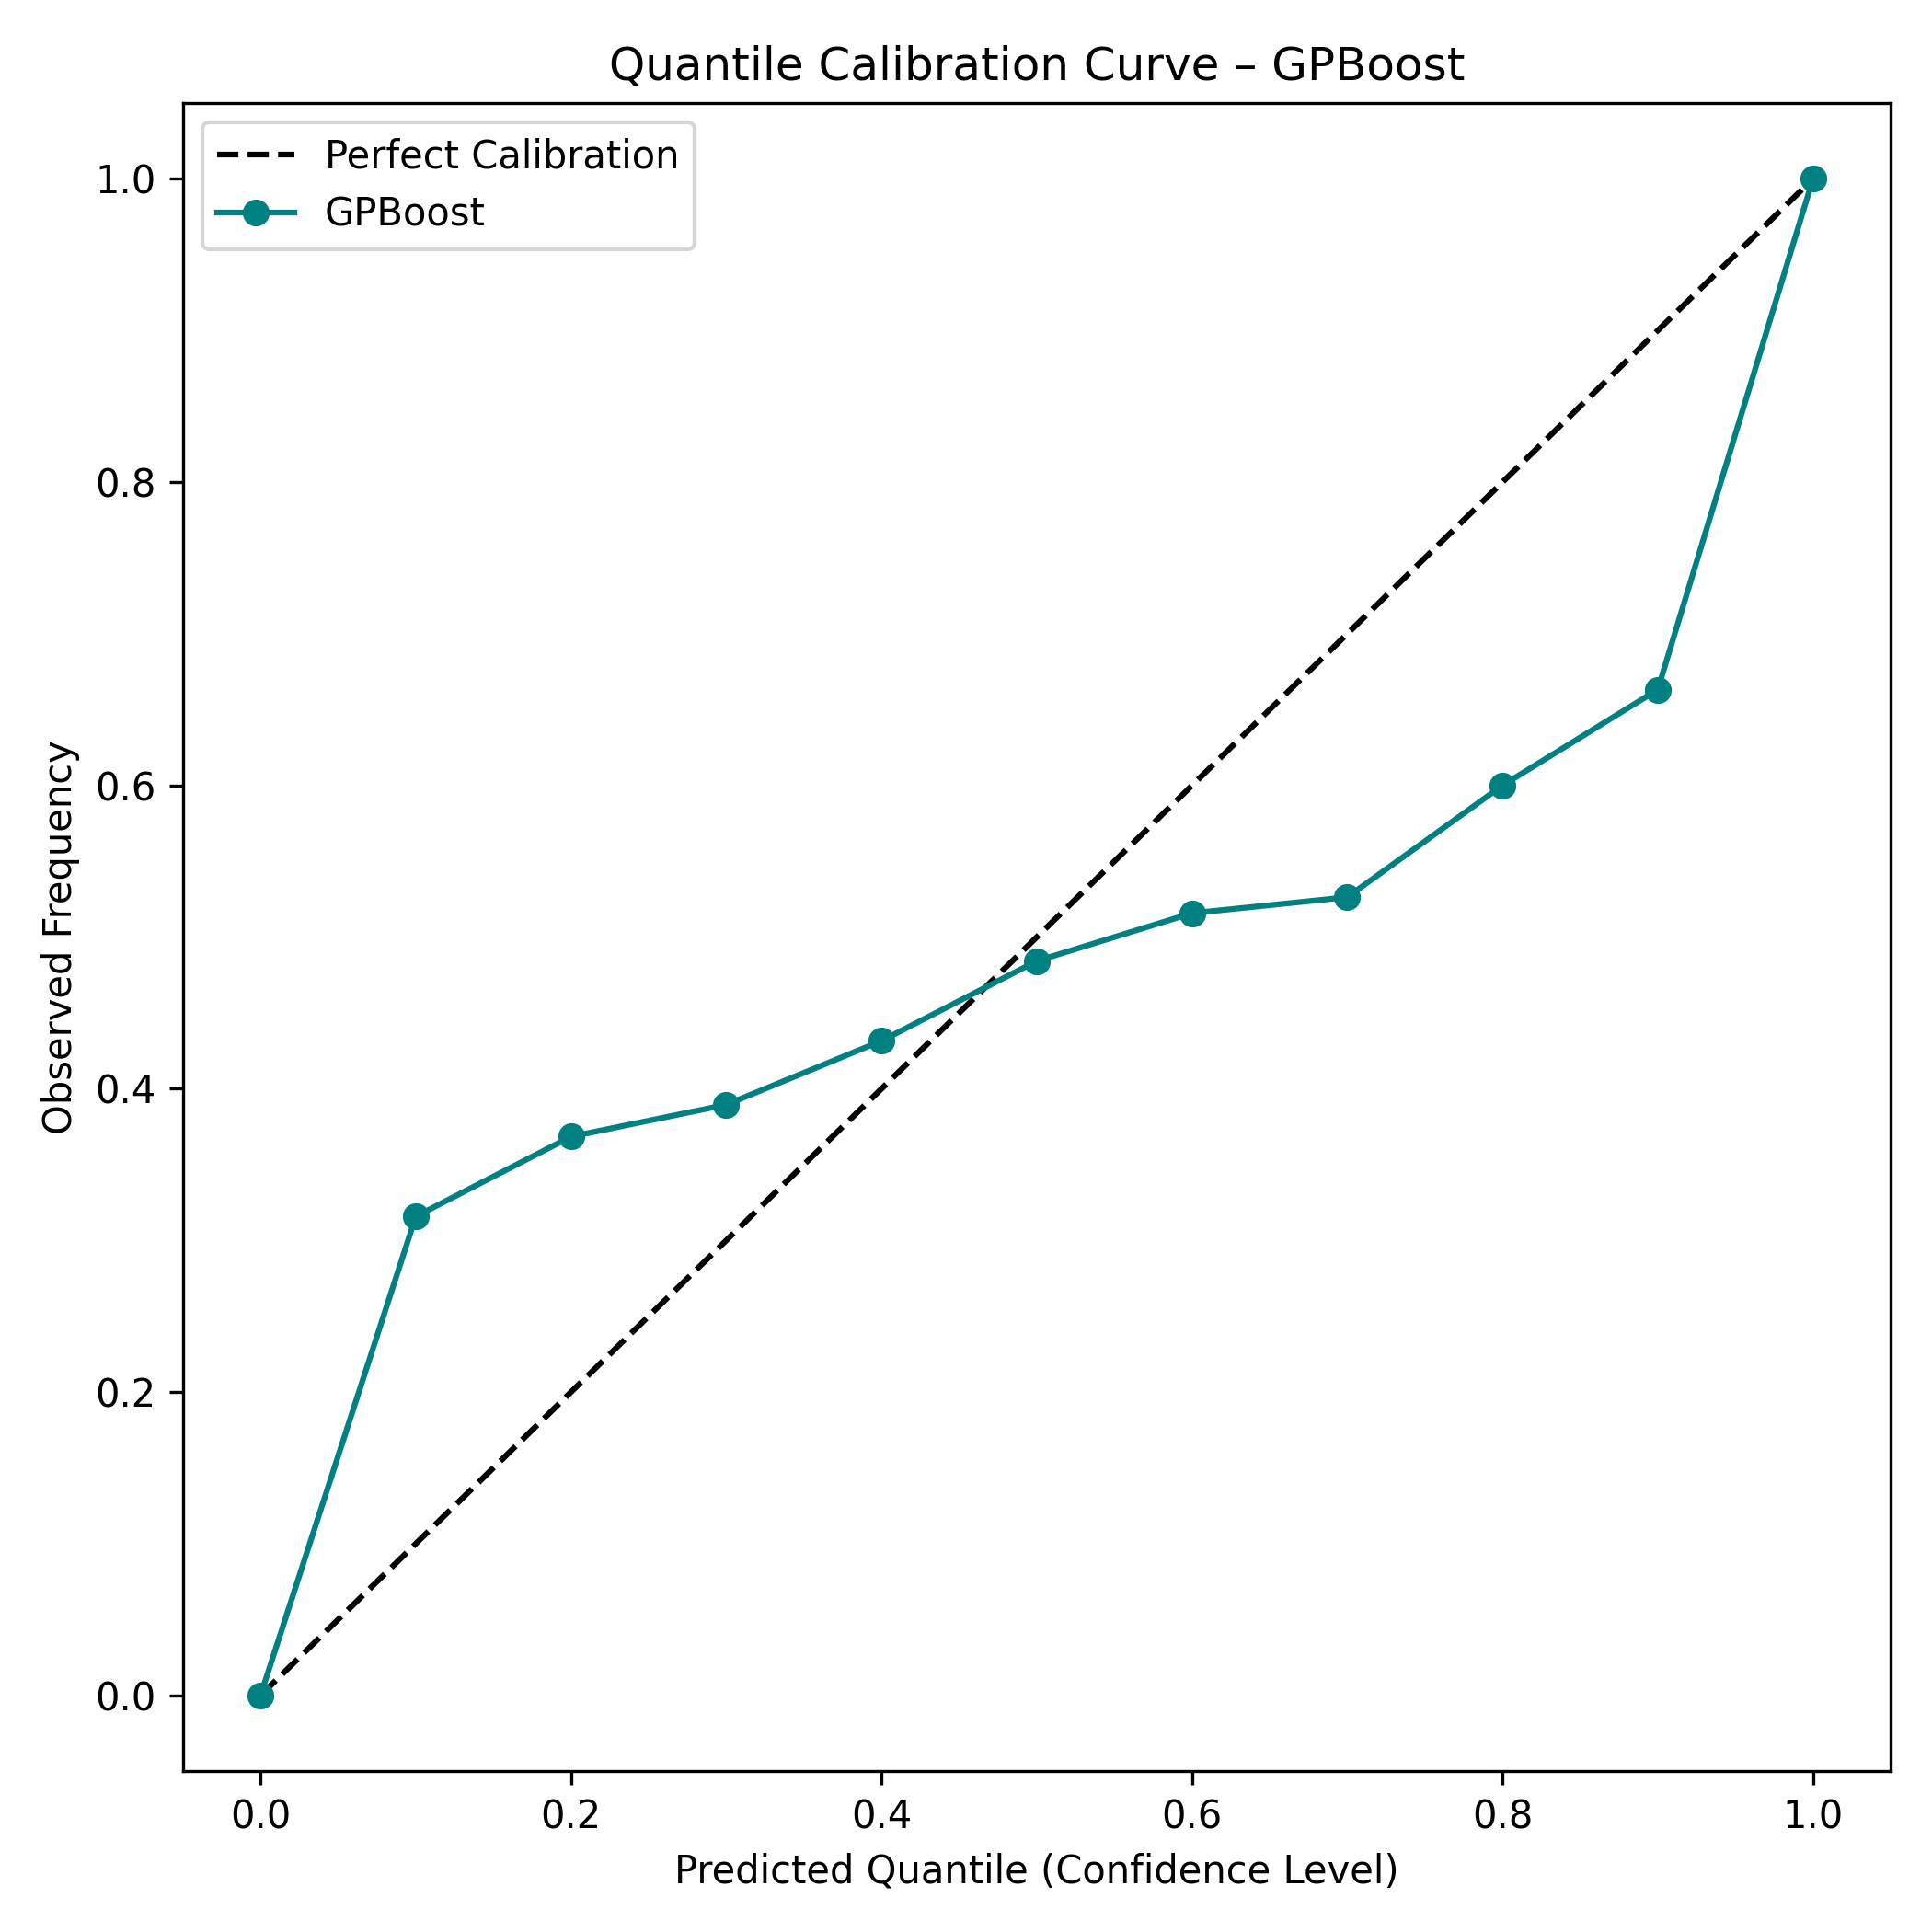 Quantile Calibration Curve – GPBoost
Perfect Calibration
GPBoost
1.0
0.8
0.6
0.4
0.2
0.0
Observed Frequency
0.0 0.2 0.4 0.6 0.8 1.0
Predicted Quantile (Confidence Level)